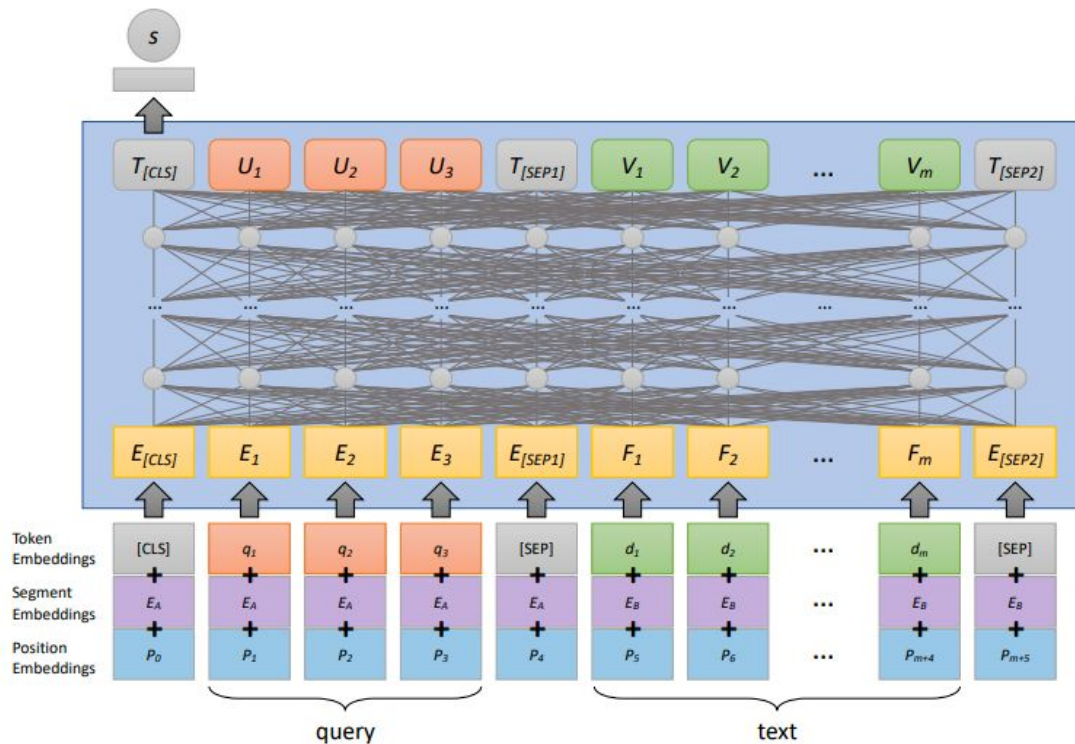 s
T[CLS] U1 U2 U3 T[SEP1] V1 V2 ... Vm T[SEP2]
... ... ... ... ... ... ... ... ... ...
E[CLS] E1 E2 E3 E[SEP1] F1 F2 ... Fm E[SEP2]
Token
Embeddings
[CLS] q1 q2 q3 [SEP] d1 d2 ... dm [SEP]
+ + + + + + + + +
Segment
Embeddings
EA EA EA EA EA EB EB ... EB EB
+ + + + + + + + +
Position
Embeddings
P0 P1 P2 P3 P4 P5 P6 ... Pm+4 Pm+5
query text